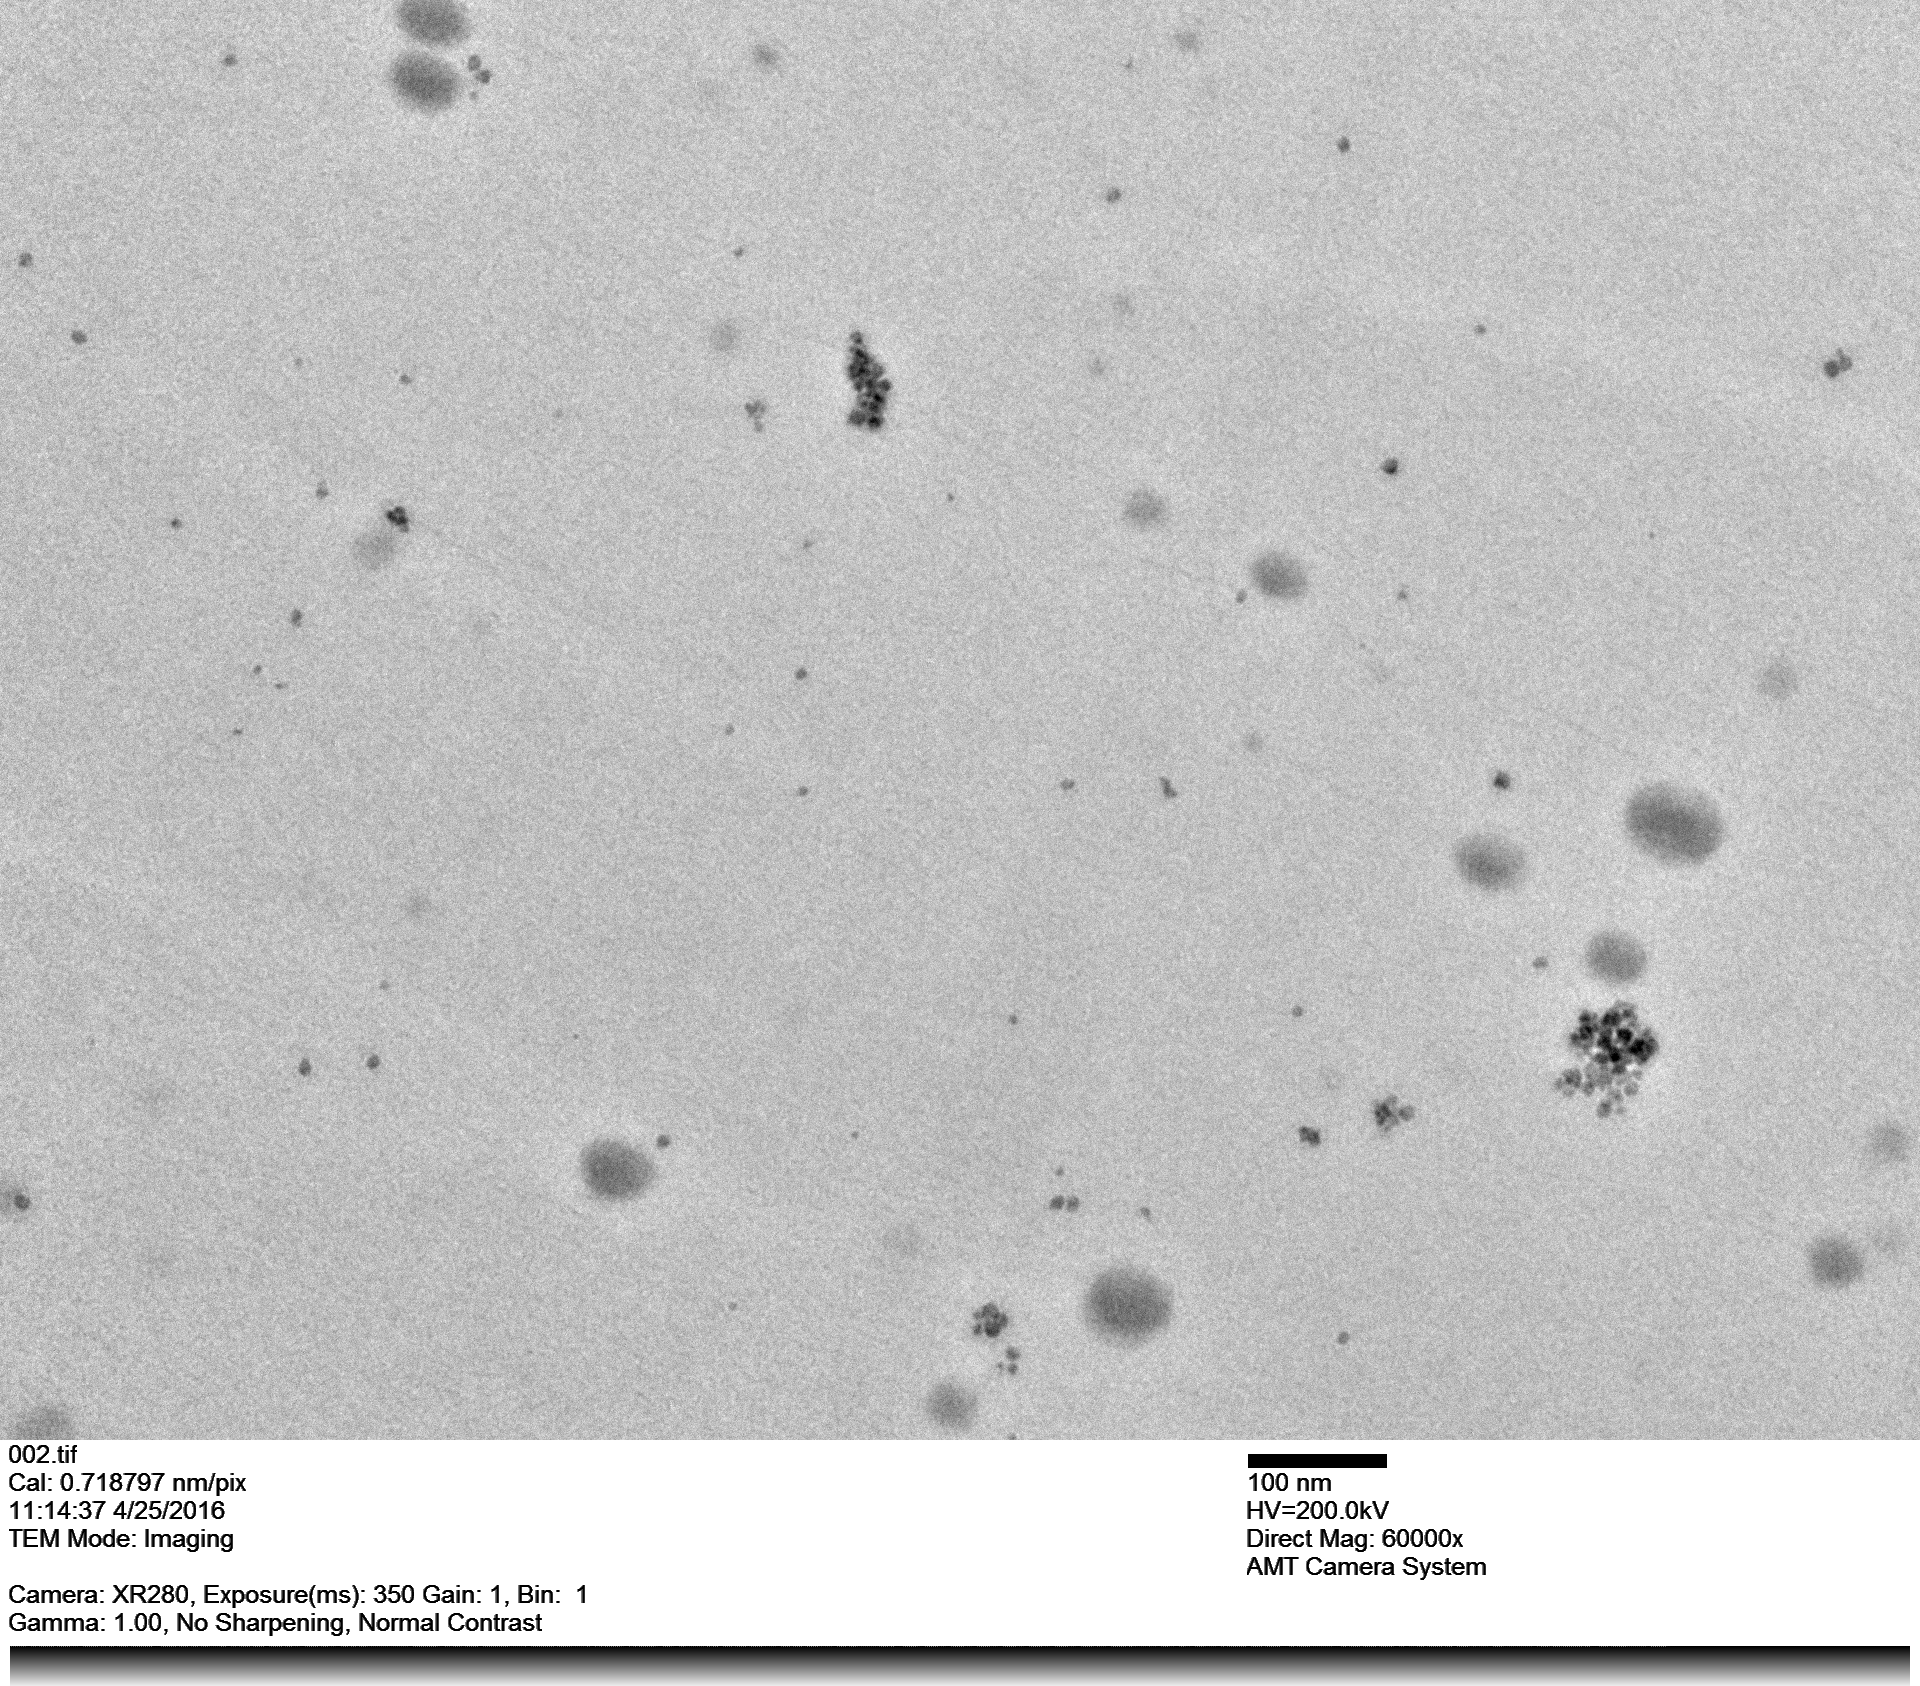 002.tif
Cal: 0.718797 nm/pix
11:14:37 4/25/2016
TEM Mode: Imaging
Camera: XR280, Exposure(ms): 350 Gain: 1, Bin:  1
Gamma: 1.00, No Sharpening, Normal Contrast
100 nm
HV=200.0kV
Direct Mag: 60000x
AMT Camera System